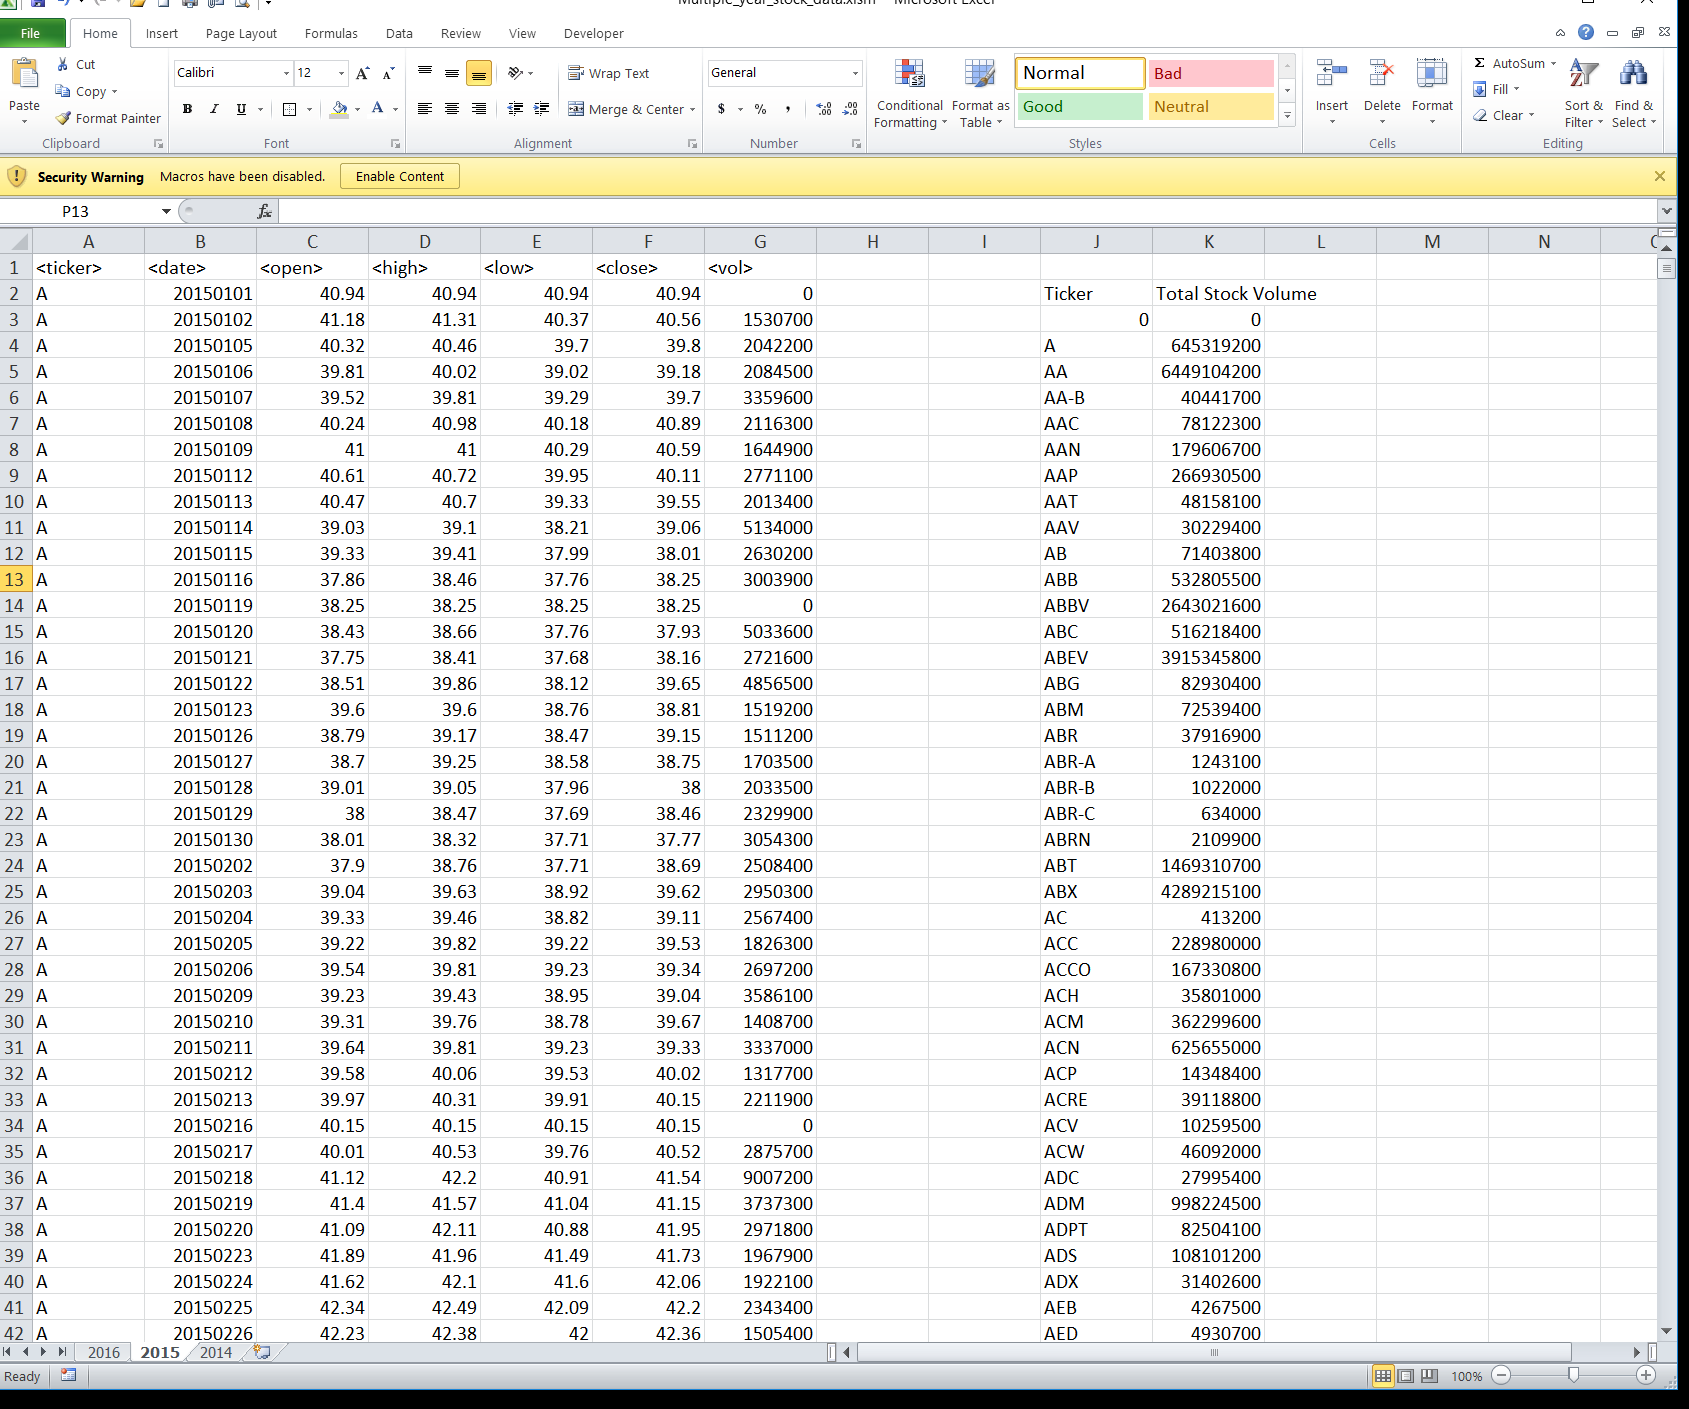 Multiple_year_stock_data.xlsm - Microsoft Excel
File Home Insert Page Layout Formulas Data Review View Developer
Cut
Copy
Format Painter
Paste
Clipboard
Calibri 12
B I U
Font
Wrap Text
Merge & Center
Alignment
General
$ % ,
Number
Conditional Formatting
Format as Table
Normal Bad
Good Neutral
Styles
Insert Delete Format
Cells
Σ AutoSum
Fill
Clear
Sort & Filter
Find & Select
Editing
Security Warning Macros have been disabled. Enable Content
P13 fx
A B C D E F G H I J K L M N
1 <ticker> <date> <open> <high> <low> <close> <vol>
2 A 20150101 40.94 40.94 40.94 40.94 0 Ticker Total Stock Volume
3 A 20150102 41.18 41.31 40.37 40.56 1530700 0 0
4 A 20150105 40.32 40.46 39.7 39.8 2042200 A 645319200
5 A 20150106 39.81 40.02 39.02 39.18 2084500 AA 6449104200
6 A 20150107 39.52 39.81 39.29 39.7 3359600 AA-B 40441700
7 A 20150108 40.24 40.98 40.18 40.89 2116300 AAC 78122300
8 A 20150109 41 41 40.29 40.59 1644900 AAN 179606700
9 A 20150112 40.61 40.72 39.95 40.11 2771100 AAP 266930500
10 A 20150113 40.47 40.7 39.33 39.55 2013400 AAT 48158100
11 A 20150114 39.03 39.1 38.21 39.06 5134000 AAV 30229400
12 A 20150115 39.33 39.41 37.99 38.01 2630200 AB 71403800
13 A 20150116 37.86 38.46 37.76 38.25 3003900 ABB 532805500
14 A 20150119 38.25 38.25 38.25 38.25 0 ABBV 2643021600
15 A 20150120 38.43 38.66 37.76 37.93 5033600 ABC 516218400
16 A 20150121 37.75 38.41 37.68 38.16 2721600 ABEV 3915345800
17 A 20150122 38.51 39.86 38.12 39.65 4856500 ABG 82930400
18 A 20150123 39.6 39.6 38.76 38.81 1519200 ABM 72539400
19 A 20150126 38.79 39.17 38.47 39.15 1511200 ABR 37916900
20 A 20150127 38.7 39.25 38.58 38.75 1703500 ABR-A 1243100
21 A 20150128 39.01 39.05 37.96 38 2033500 ABR-B 1022000
22 A 20150129 38 38.47 37.69 38.46 2329900 ABR-C 634000
23 A 20150130 38.01 38.32 37.71 37.77 3054300 ABRN 2109900
24 A 20150202 37.9 38.76 37.71 38.69 2508400 ABT 1469310700
25 A 20150203 39.04 39.63 38.92 39.62 2950300 ABX 4289215100
26 A 20150204 39.33 39.46 38.82 39.11 2567400 AC 413200
27 A 20150205 39.22 39.82 39.22 39.53 1826300 ACC 228980000
28 A 20150206 39.54 39.81 39.23 39.34 2697200 ACCO 167330800
29 A 20150209 39.23 39.43 38.95 39.04 3586100 ACH 35801000
30 A 20150210 39.31 39.76 38.78 39.67 1408700 ACM 362299600
31 A 20150211 39.64 39.81 39.23 39.33 3337000 ACN 625655000
32 A 20150212 39.58 40.06 39.53 40.02 1317700 ACP 14348400
33 A 20150213 39.97 40.31 39.91 40.15 2211900 ACRE 39118800
34 A 20150216 40.15 40.15 40.15 40.15 0 ACV 10259500
35 A 20150217 40.01 40.53 39.76 40.52 2875700 ACW 46092000
36 A 20150218 41.12 42.2 40.91 41.54 9007200 ADC 27995400
37 A 20150219 41.4 41.57 41.04 41.15 3737300 ADM 998224500
38 A 20150220 41.09 42.11 40.88 41.95 2971800 ADPT 82504100
39 A 20150223 41.89 41.96 41.49 41.73 1967900 ADS 108101200
40 A 20150224 41.62 42.1 41.6 42.06 1922100 ADX 31402600
41 A 20150225 42.34 42.49 42.09 42.2 2343400 AEB 4267500
42 A 20150226 42.23 42.38 42 42.36 1505400 AED 4930700
2016 2015 2014
Ready 100%